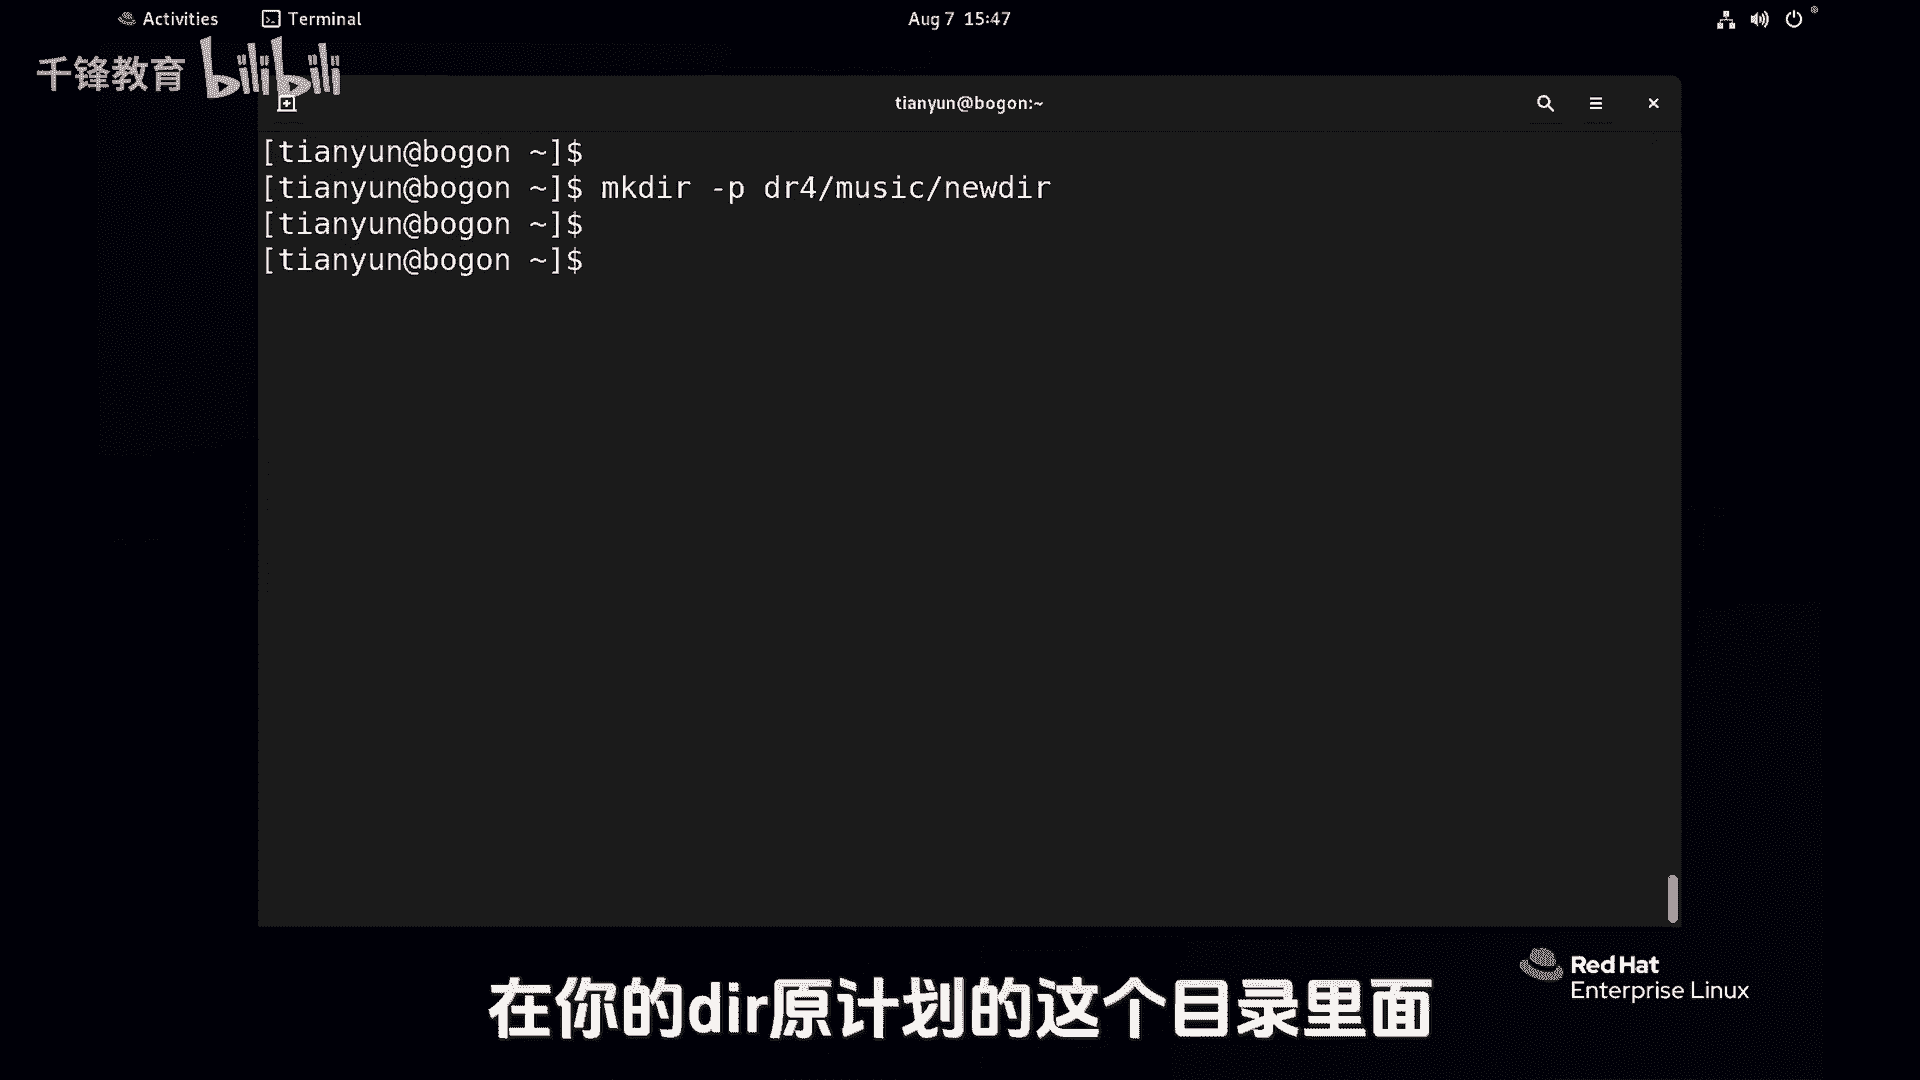 Activities Terminal Aug 7 15:47
千锋教育 bilibili
tianyun@bogon:~
[tianyun@bogon ~]$
[tianyun@bogon ~]$ mkdir -p dr4/music/newdir
[tianyun@bogon ~]$
[tianyun@bogon ~]$
Red Hat
Enterprise Linux
在你的dir原计划的这个目录里面